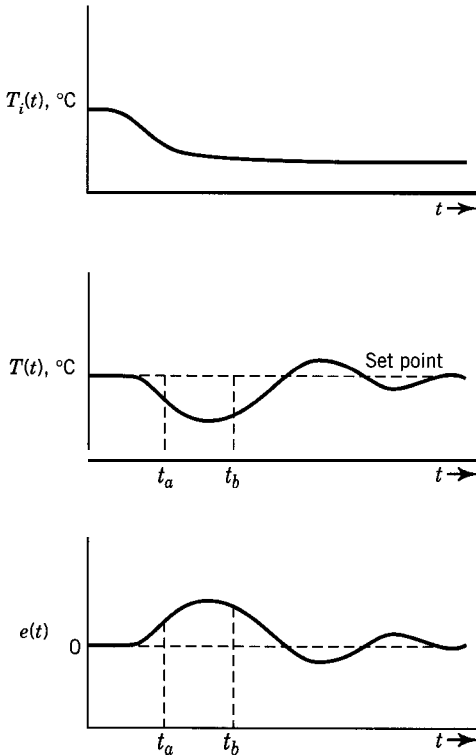 T_i(t), °C
t →
T(t), °C
Set point
t_a t_b t →
e(t) 0
t_a t_b t →